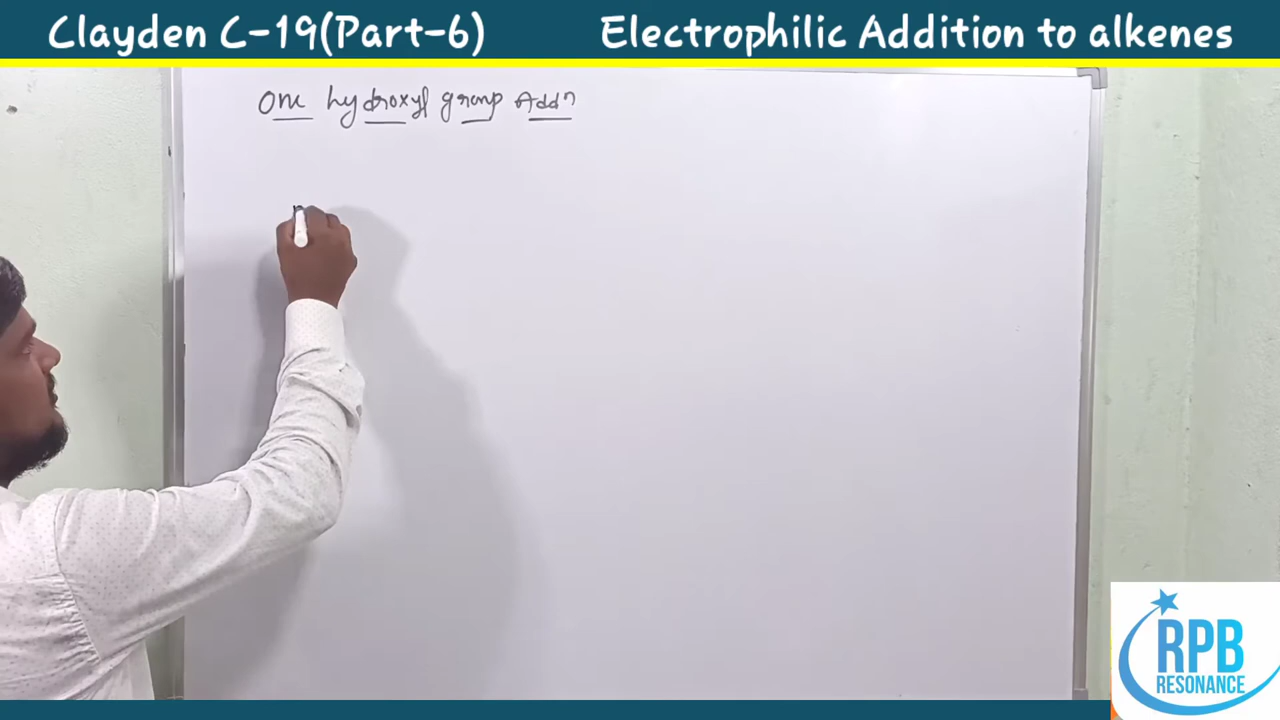 Clayden C-19(Part-6) Electrophilic Addition to alkenes
One hydroxyl group Addn
RPB
RESONANCE